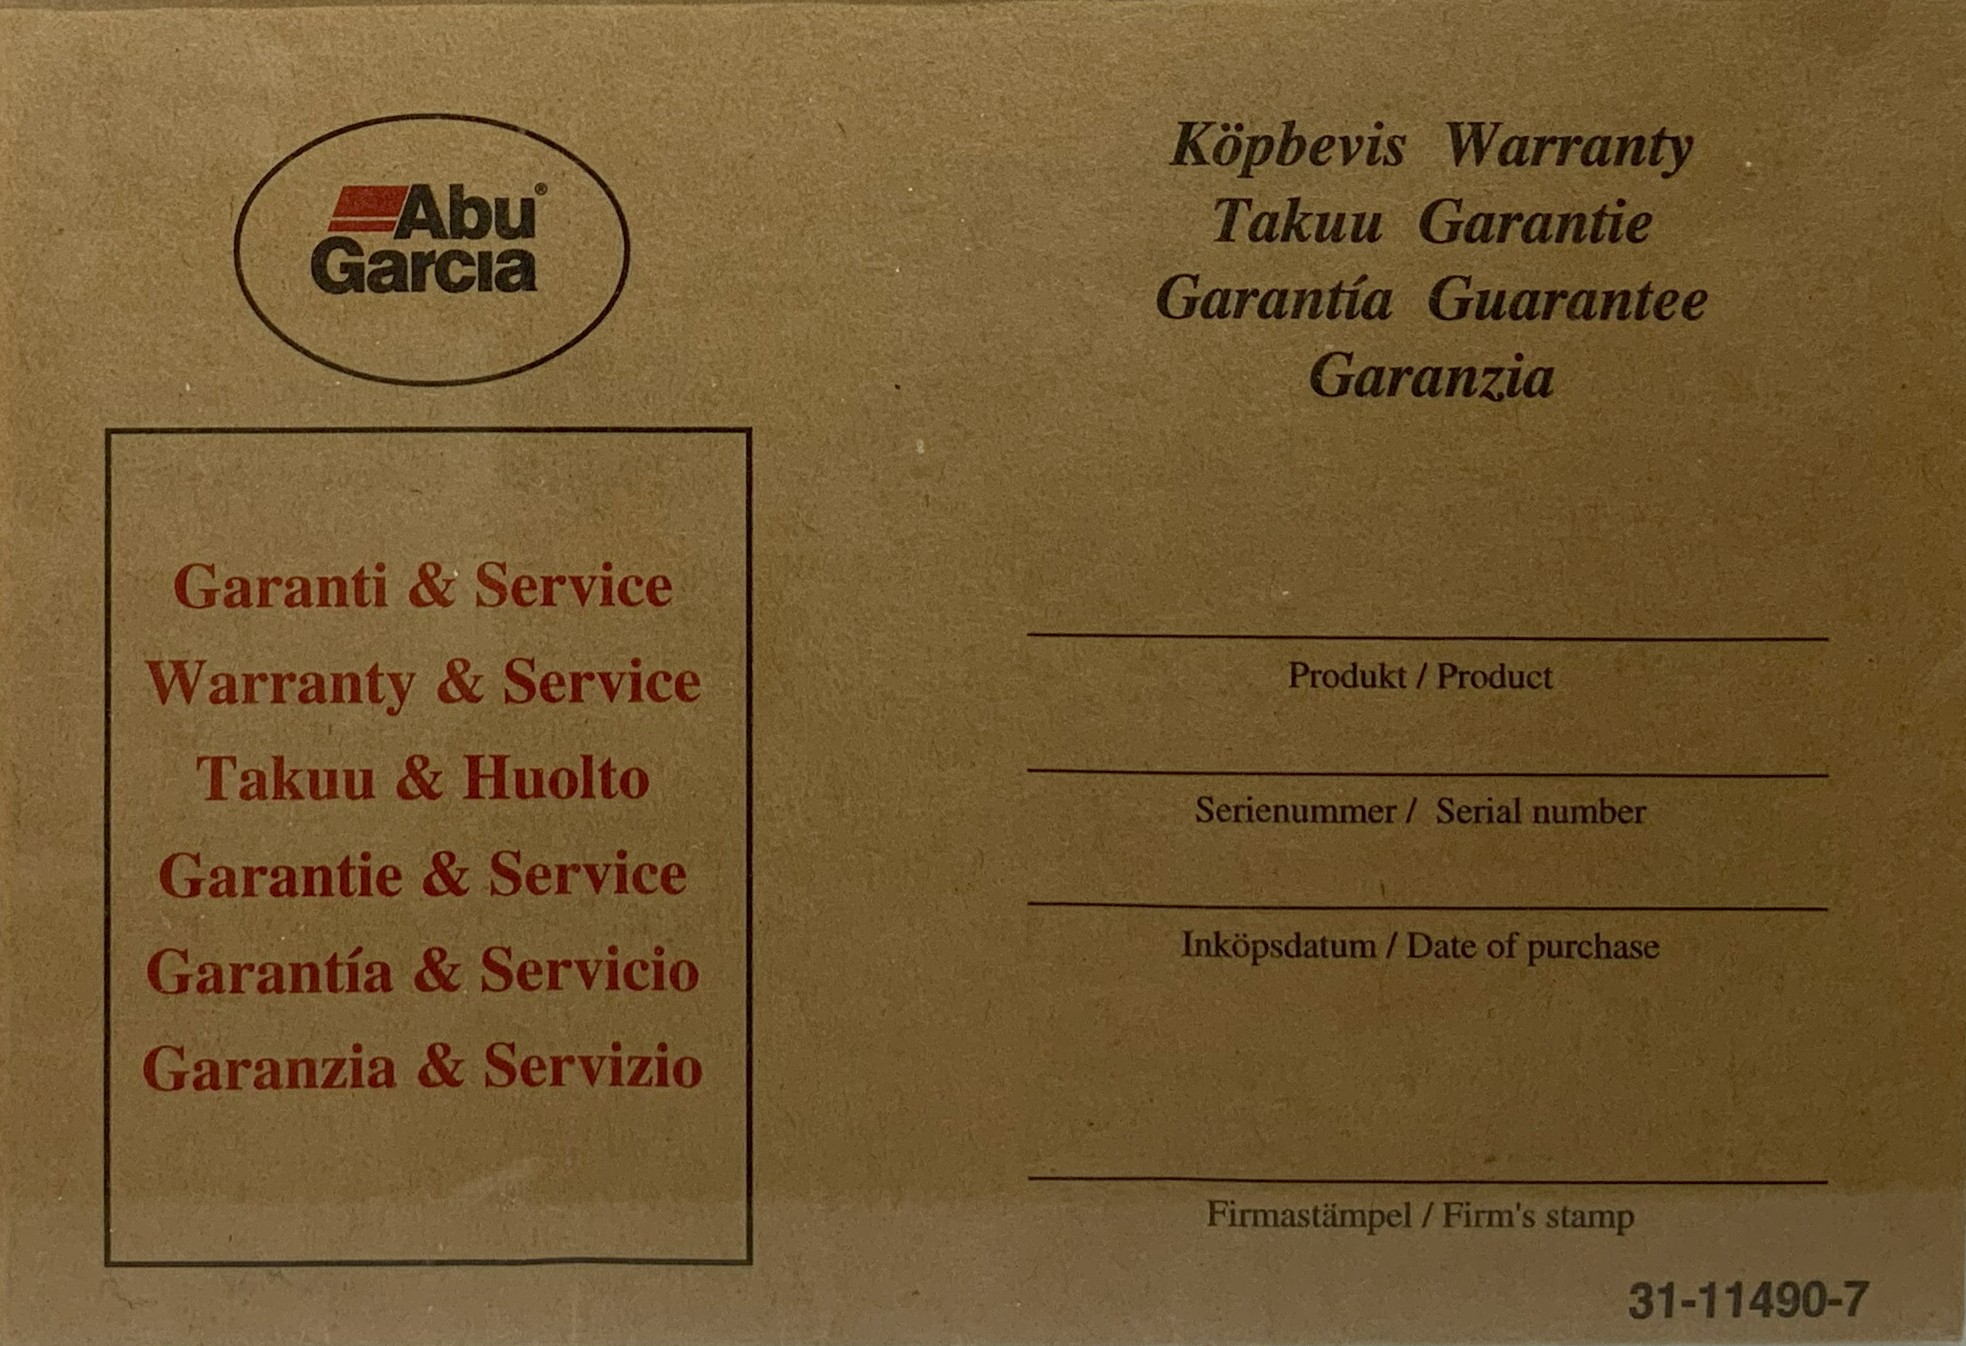 Abu®
Garcia
Garanti & Service
Warranty & Service
Takuu & Huolto
Garantie & Service
Garantía & Servicio
Garanzia & Servizio
Köpbevis Warranty
Takuu Garantie
Garantía Guarantee
Garanzia
Produkt / Product
Serienummer / Serial number
Inköpsdatum / Date of purchase
Firmastämpel / Firm's stamp
31-11490-7